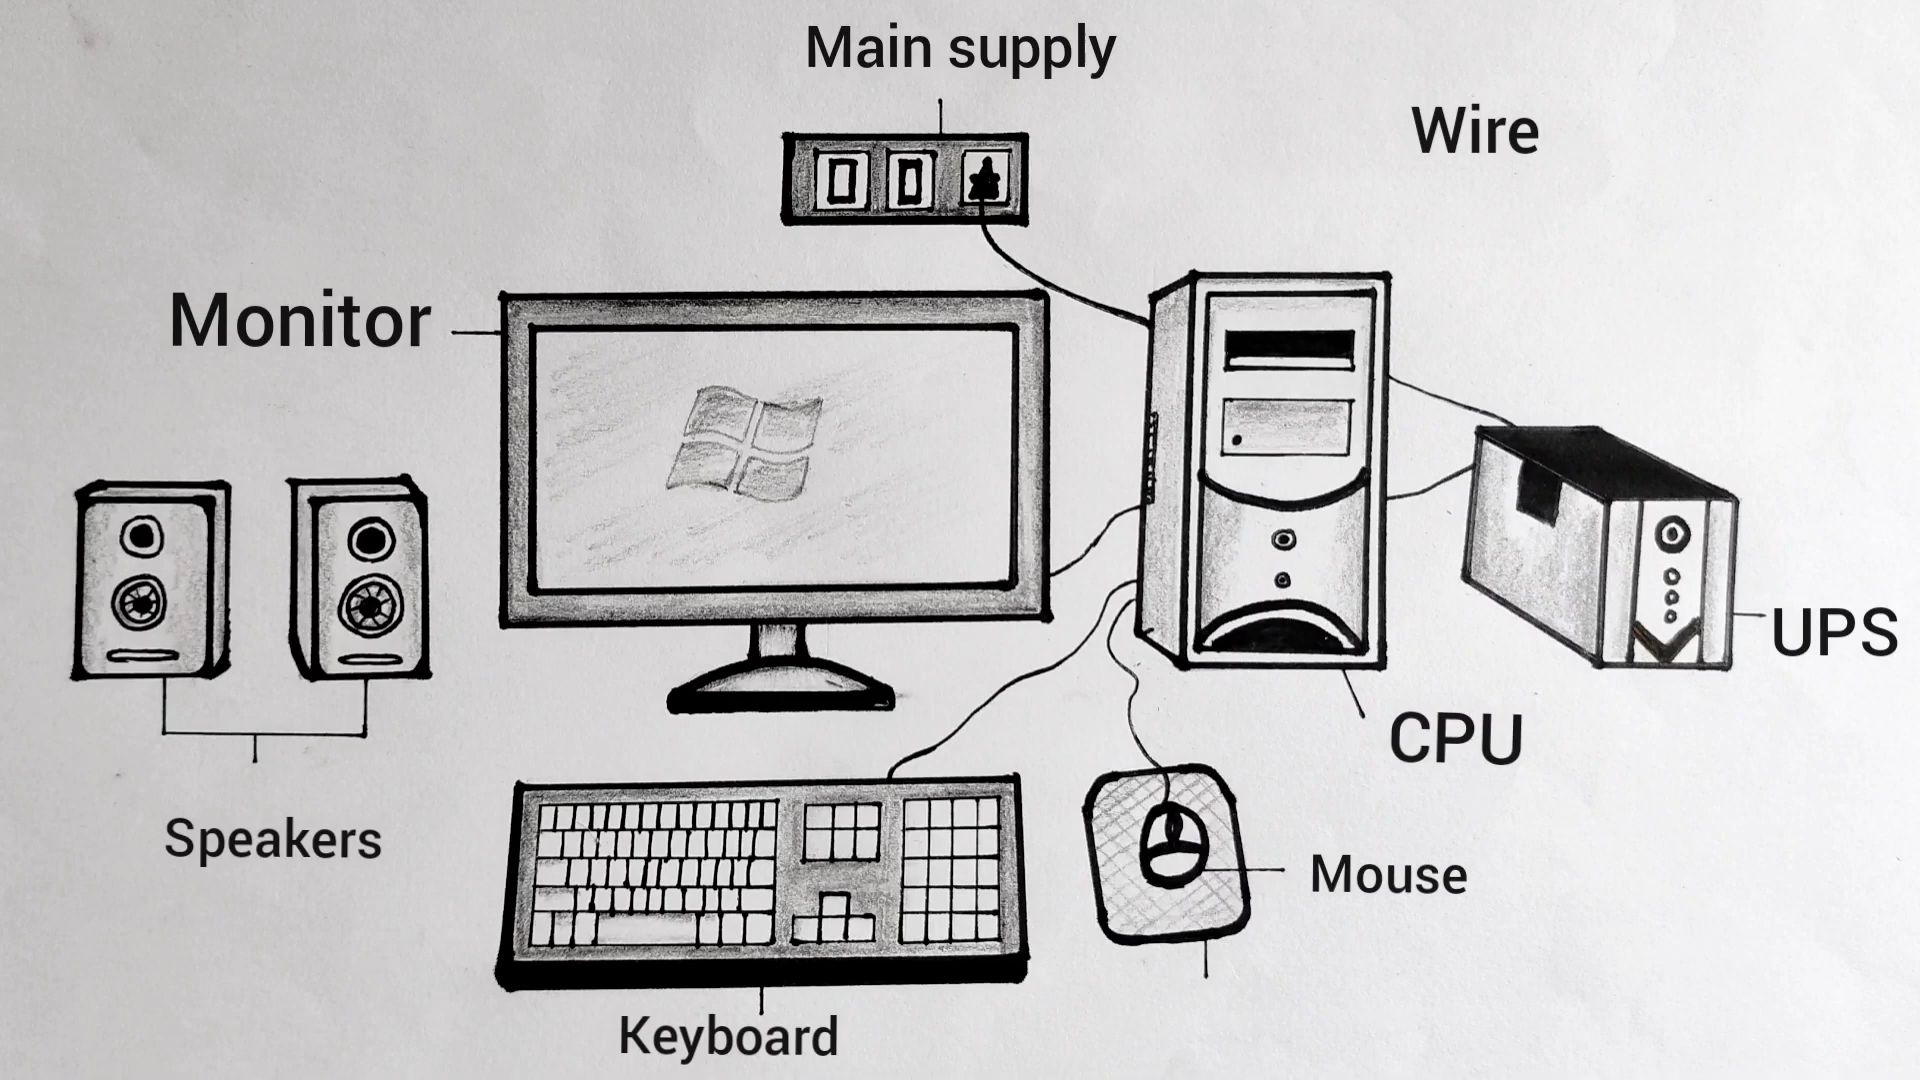 Main supply
Wire
Monitor
UPS
CPU
Speakers
Mouse
Keyboard